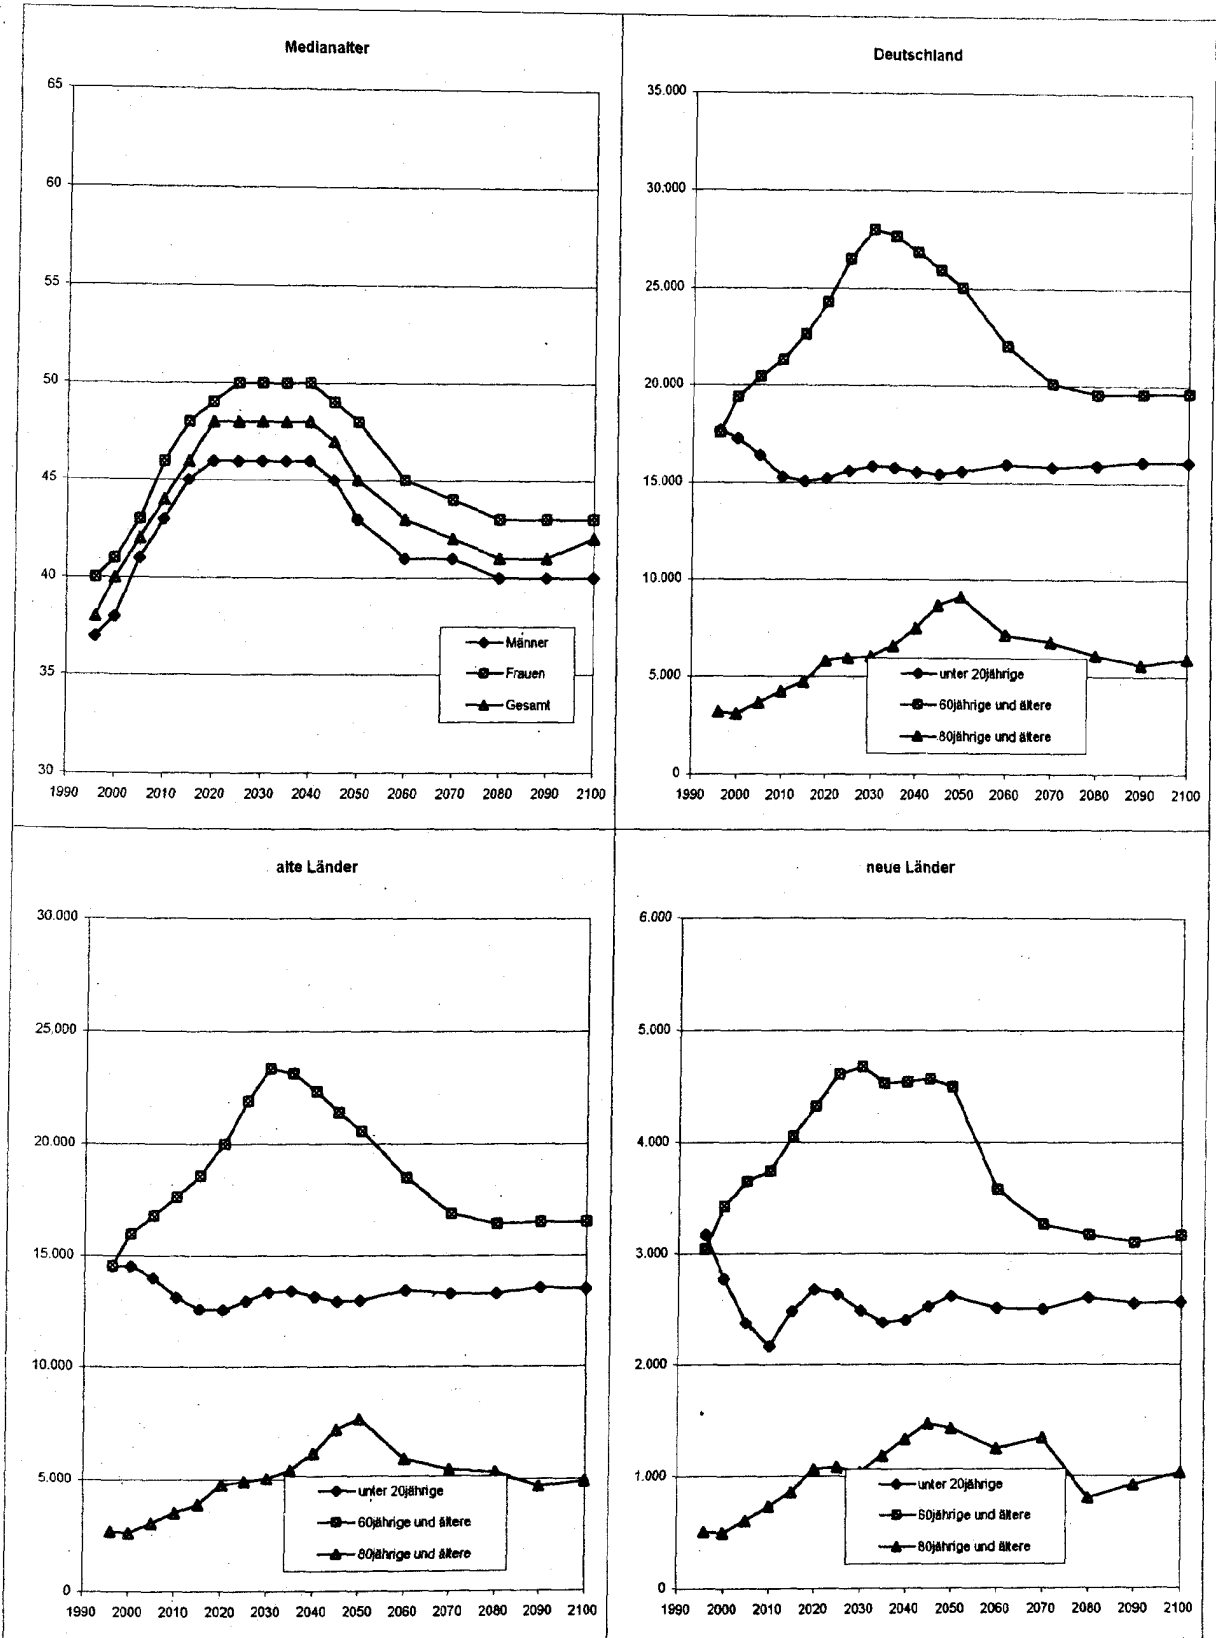 Medianalter
65
60
55
50
45
40
35
30
1990 2000 2010 2020 2030 2040 2050 2060 2070 2080 2090 2100
Männer
Frauen
Gesamt
Deutschland
35.000
30.000
25.000
20.000
15.000
10.000
5.000
0
1990 2000 2010 2020 2030 2040 2050 2060 2070 2080 2090 2100
unter 20jährige
60jährige und ältere
80jährige und ältere
alte Länder
30.000
25.000
20.000
15.000
10.000
5.000
0
1990 2000 2010 2020 2030 2040 2050 2060 2070 2080 2090 2100
unter 20jährige
60jährige und ältere
80jährige und ältere
neue Länder
6.000
5.000
4.000
3.000
2.000
1.000
0
1990 2000 2010 2020 2030 2040 2050 2060 2070 2080 2090 2100
unter 20jährige
60jährige und ältere
80jährige und ältere